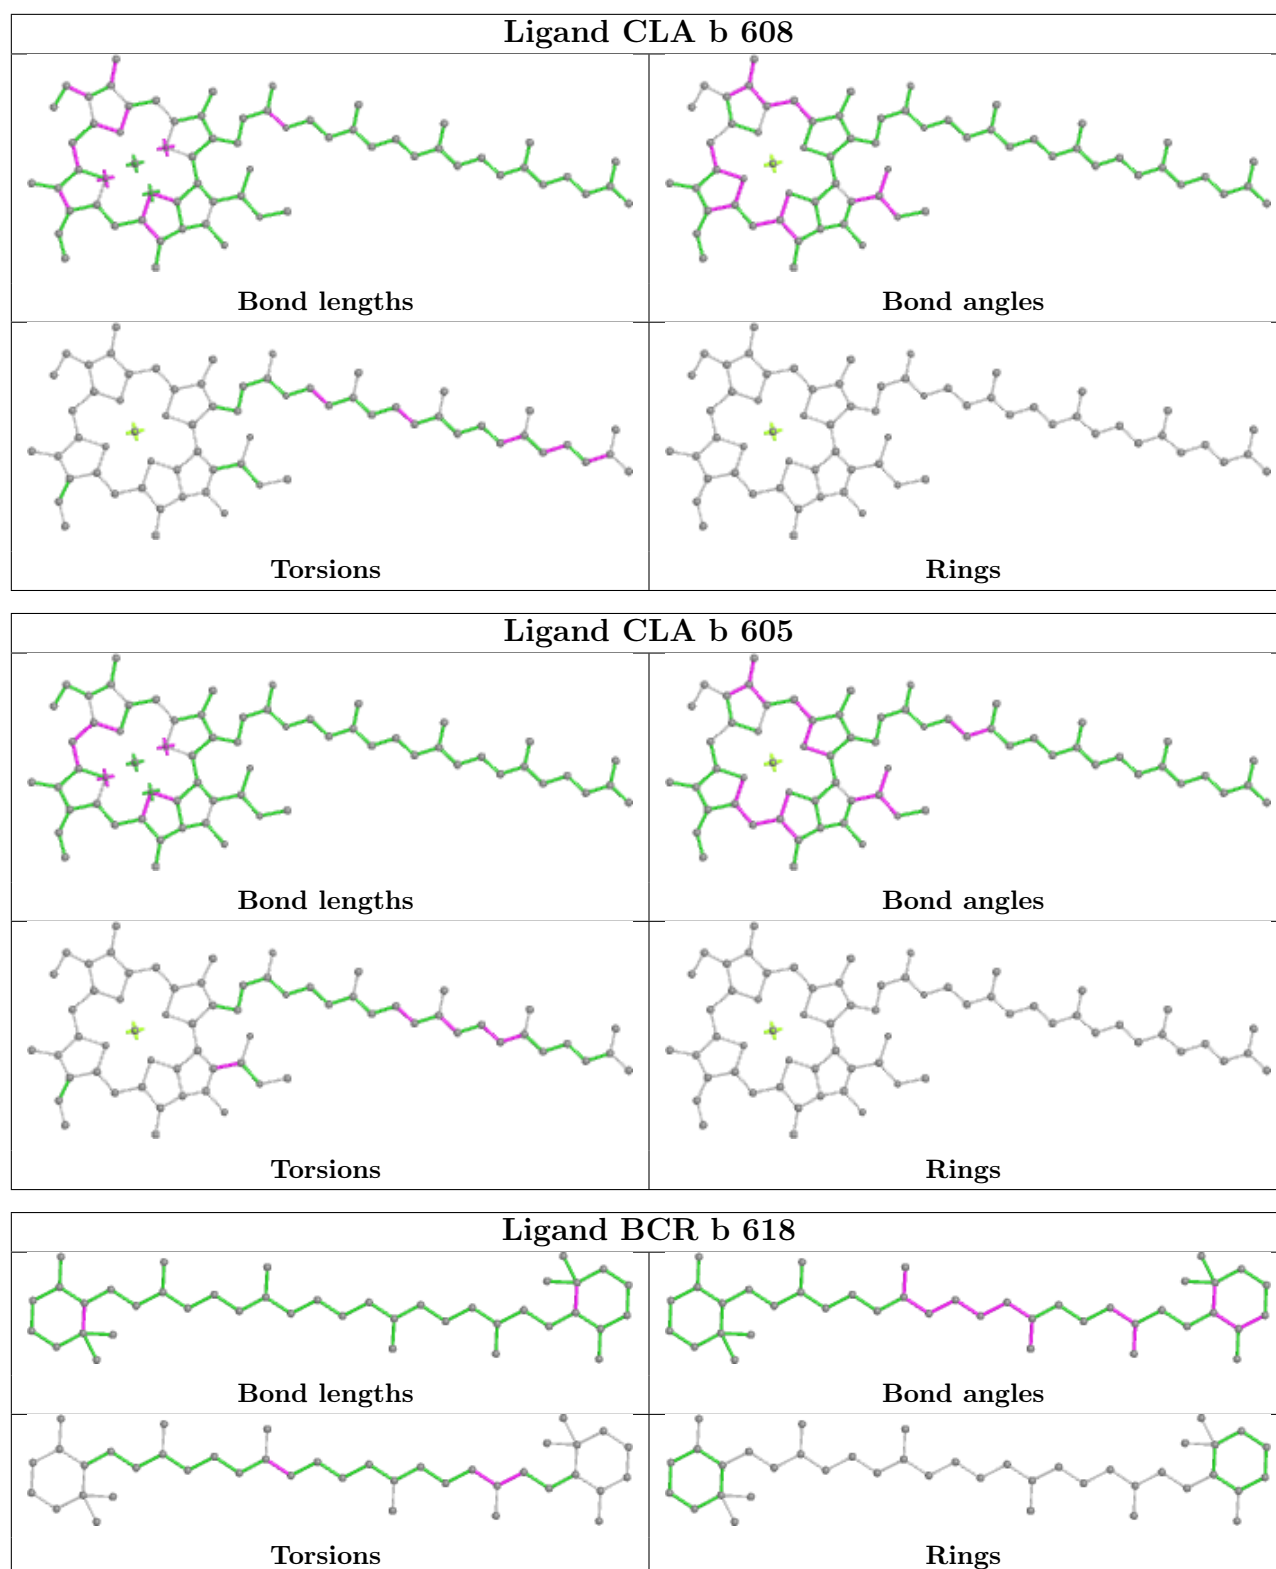 Ligand CLA b 608
Bond lengths
Bond angles
Torsions
Rings
Ligand CLA b 605
Bond lengths
Bond angles
Torsions
Rings
Ligand BCR b 618
Bond lengths
Bond angles
Torsions
Rings